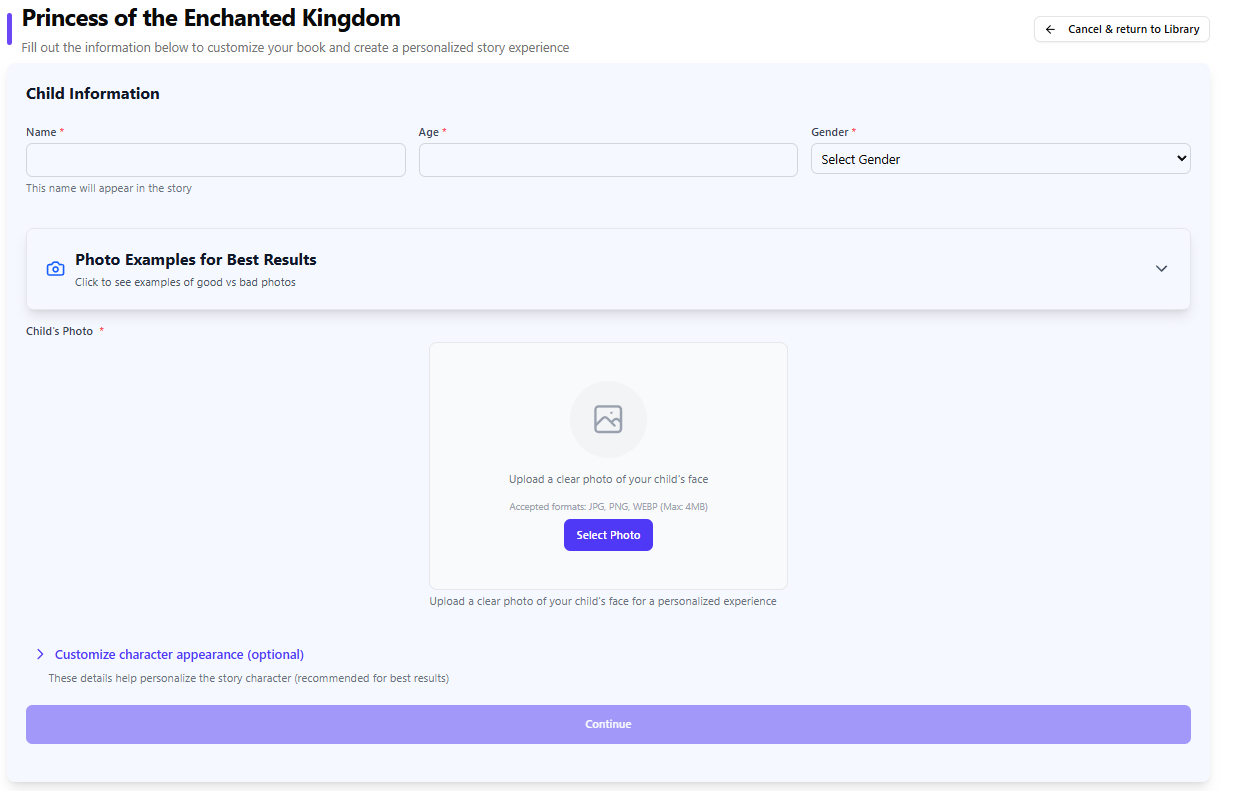 Princess of the Enchanted Kingdom
Fill out the information below to customize your book and create a personalized story experience
Cancel & return to Library
Child Information
Name *
Age *
Gender *
Select Gender
This name will appear in the story
Photo Examples for Best Results
Click to see examples of good vs bad photos
Child's Photo *
Upload a clear photo of your child's face
Accepted formats: JPG, PNG, WEBP (Max: 4MB)
Select Photo
Upload a clear photo of your child's face for a personalized experience
Customize character appearance (optional)
These details help personalize the story character (recommended for best results)
Continue